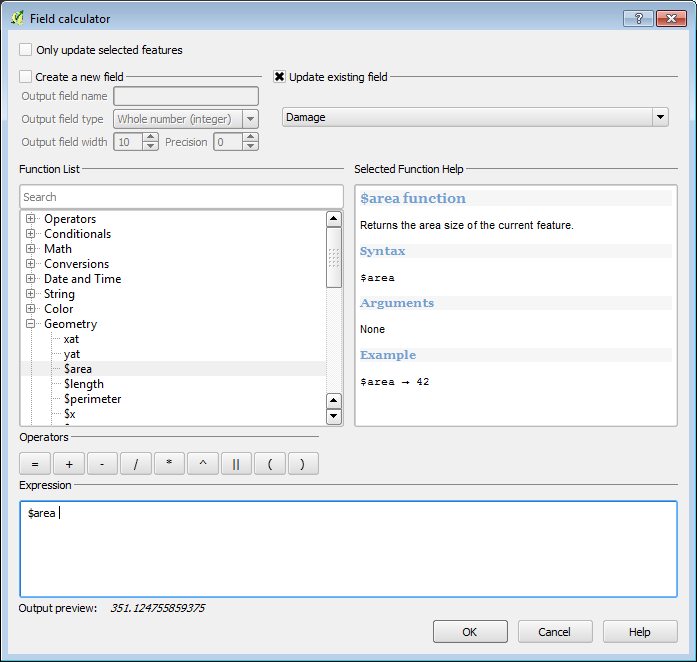 Field calculator
Only update selected features
Create a new field
Update existing field
Output field name
Output field type Whole number (integer)
Output field width 10 Precision 0
Damage
Function List
Selected Function Help
Search
Operators
Conditionals
Math
Conversions
Date and Time
String
Color
Geometry
xat
yat
$area
$length
$perimeter
$x
$area function
Returns the area size of the current feature.
Syntax
$area
Arguments
None
Example
$area → 42
Operators
= + - / * ^ || ( )
Expression
$area
Output preview: 351.124755859375
OK Cancel Help